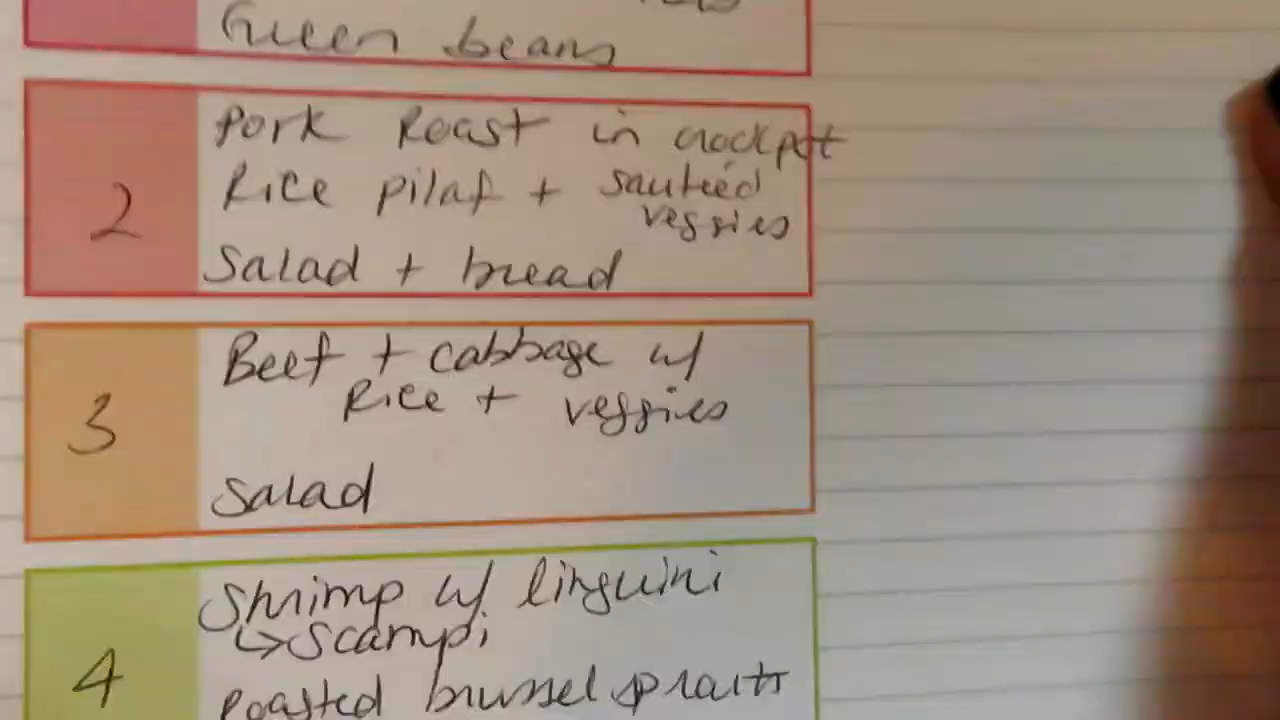 Green beans
Pork Roast in crockpot
Rice pilaf + sautéed
veggies
Salad + bread
2
Beef + cabbage w/
Rice + veggies
Salad
3
Shrimp w/ linguini
↳ Scampi
Roasted brussel sprouts
4